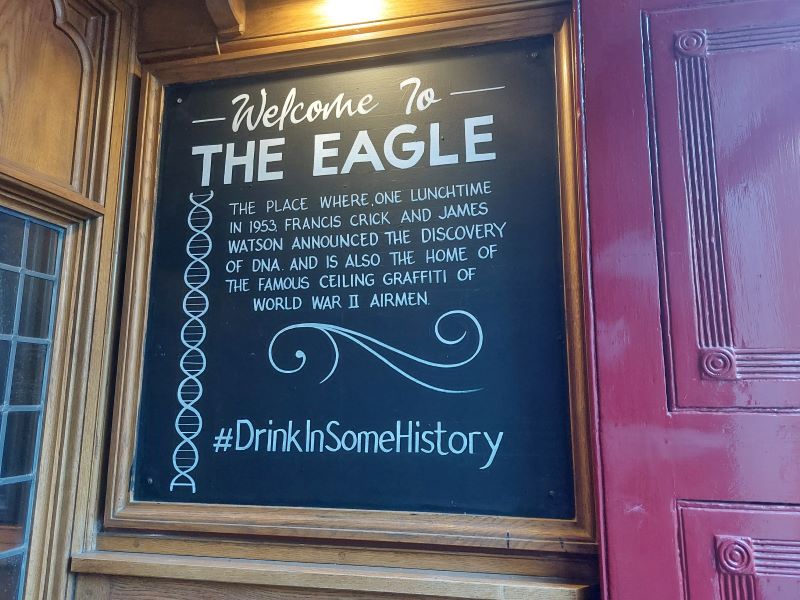 Welcome To
THE EAGLE
THE PLACE WHERE, ONE LUNCHTIME
IN 1953, FRANCIS CRICK AND JAMES
WATSON ANNOUNCED THE DISCOVERY
OF DNA. AND IS ALSO THE HOME OF
THE FAMOUS CEILING GRAFFITI OF
WORLD WAR II AIRMEN.
#DrinkInSomeHistory